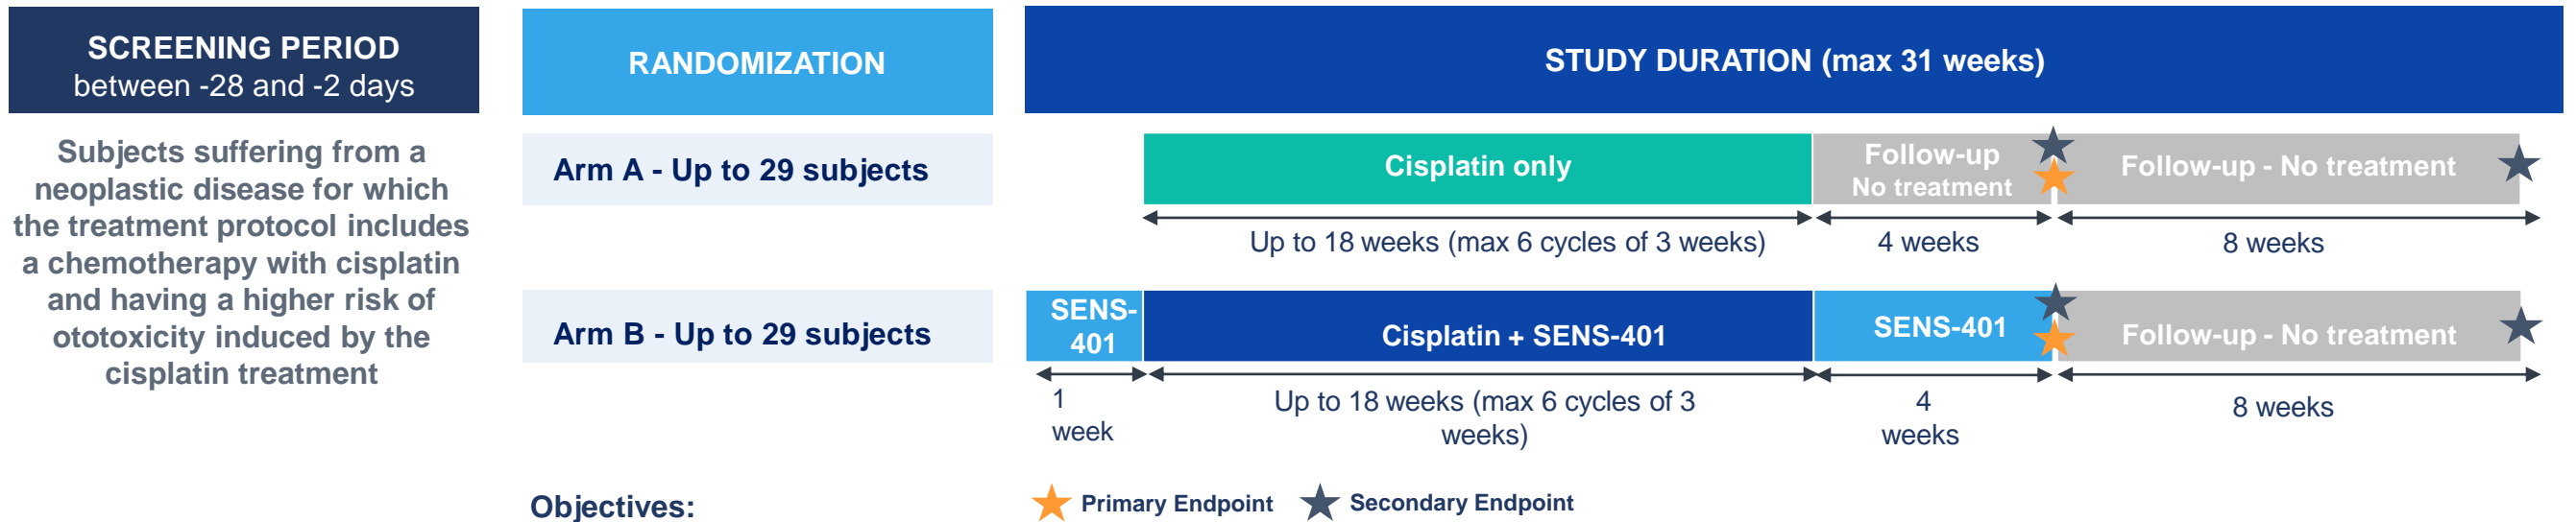 SCREENING PERIOD
between -28 and -2 days
Subjects suffering from a
neoplastic disease for which
the treatment protocol includes
a chemotherapy with cisplatin
and having a higher risk of
ototoxicity induced by the
cisplatin treatment
RANDOMIZATION
Arm A - Up to 29 subjects
Arm B - Up to 29 subjects
STUDY DURATION (max 31 weeks)
Cisplatin only
Follow-up
No treatment
Follow-up - No treatment
Up to 18 weeks (max 6 cycles of 3 weeks)
4 weeks
8 weeks
SENS-
401
Cisplatin + SENS-401
SENS-401
Follow-up - No treatment
1
week
Up to 18 weeks (max 6 cycles of 3
weeks)
4
weeks
8 weeks
Objectives:
Primary Endpoint
Secondary Endpoint